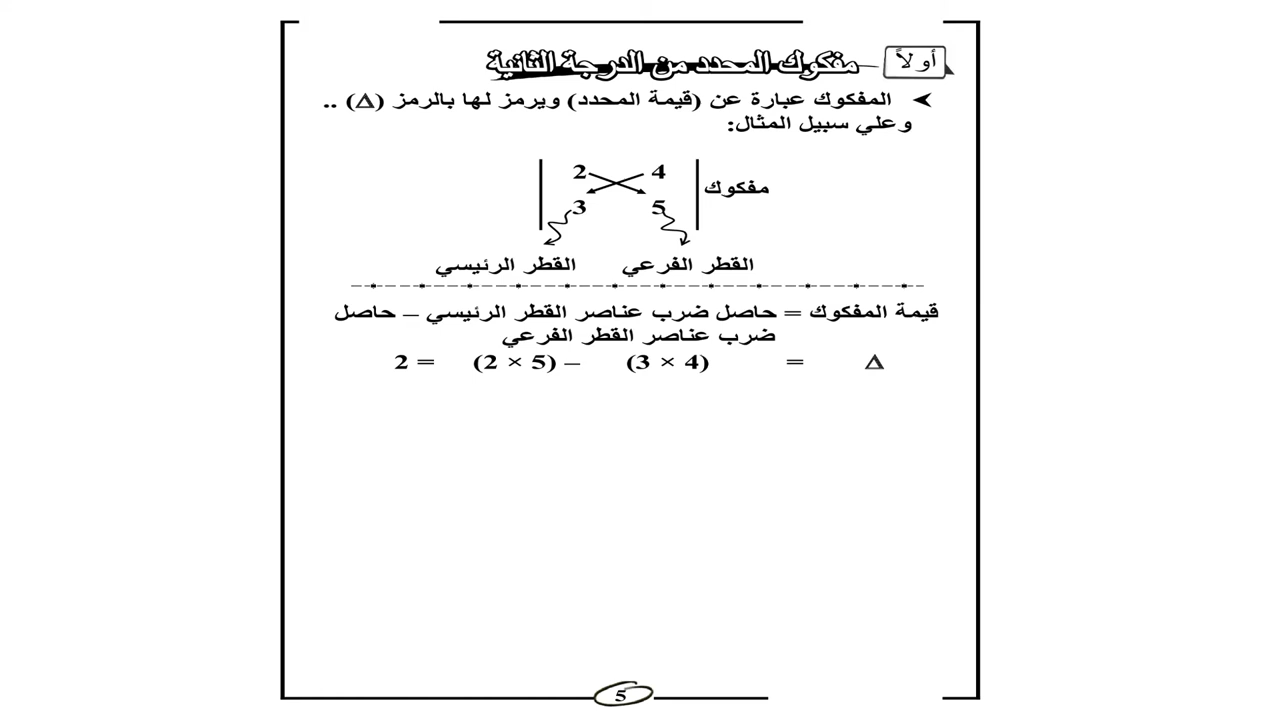 أولاً
مفكوك المحدد من الدرجة الثانية
المفكوك عبارة عن (قيمة المحدد) ويرمز لها بالرمز (Δ) ..
وعلي سبيل المثال:
2 4
مفكوك
3 5
القطر الفرعي القطر الرئيسي
قيمة المفكوك = حاصل ضرب عناصر القطر الرئيسي – حاصل
ضرب عناصر القطر الفرعي
Δ = (3 × 4) – (2 × 5) = 2
5